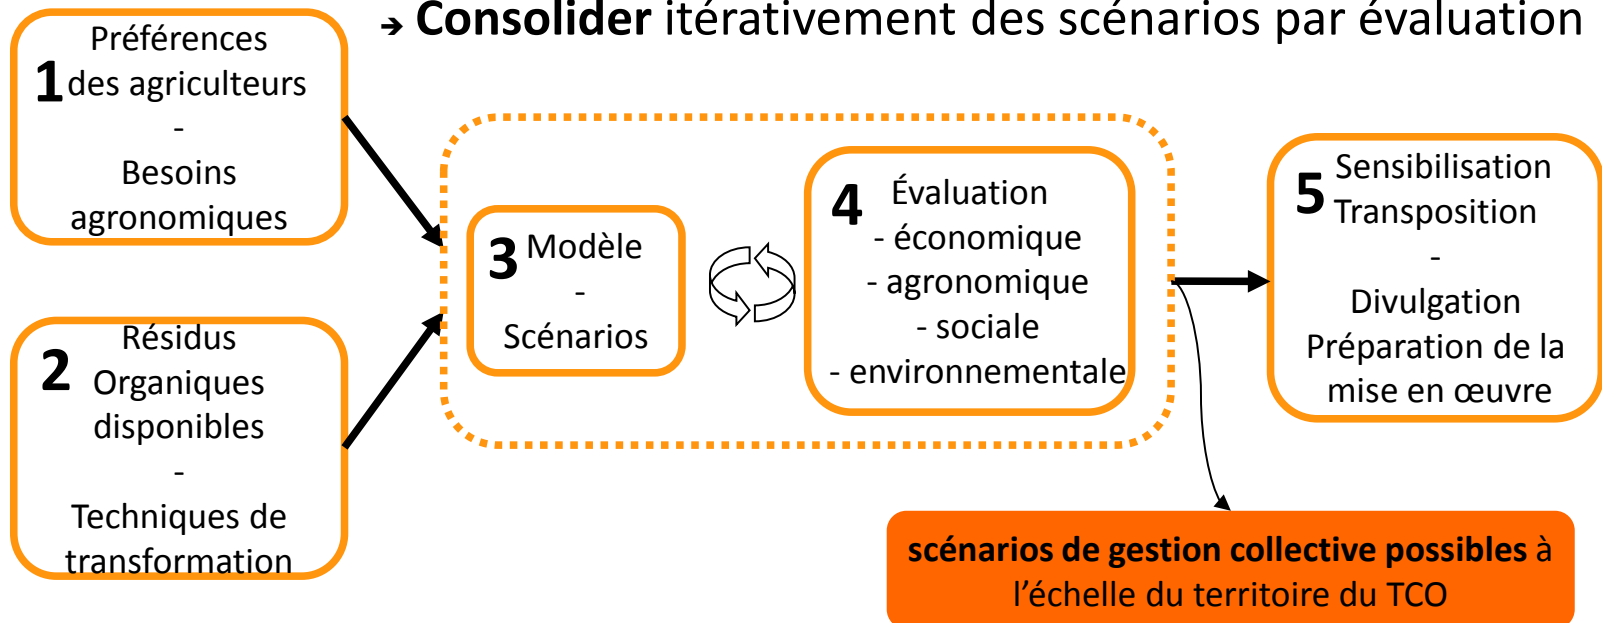 → Consolider itérativement des scénarios par évaluation
1
Préférences
des agriculteurs
-
Besoins
agronomiques
2
Résidus
Organiques
disponibles
-
Techniques de
transformation
3
Modèle
-
Scénarios
4
Évaluation
- économique
- agronomique
- sociale
- environnementale
5
Sensibilisation
Transposition
-
Divulgation
Préparation de la
mise en œuvre
scénarios de gestion collective possibles à
l’échelle du territoire du TCO